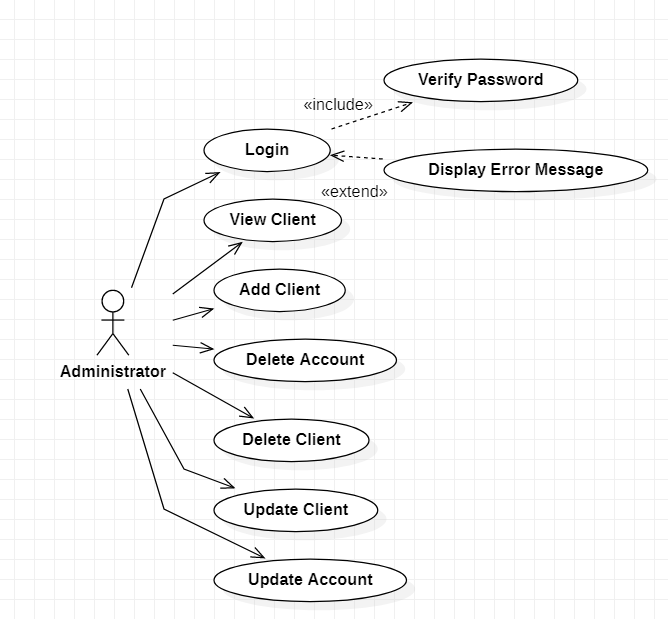 Verify Password
«include»
Login
Display Error Message
«extend»
View Client
Add Client
Delete Account
Administrator
Delete Client
Update Client
Update Account